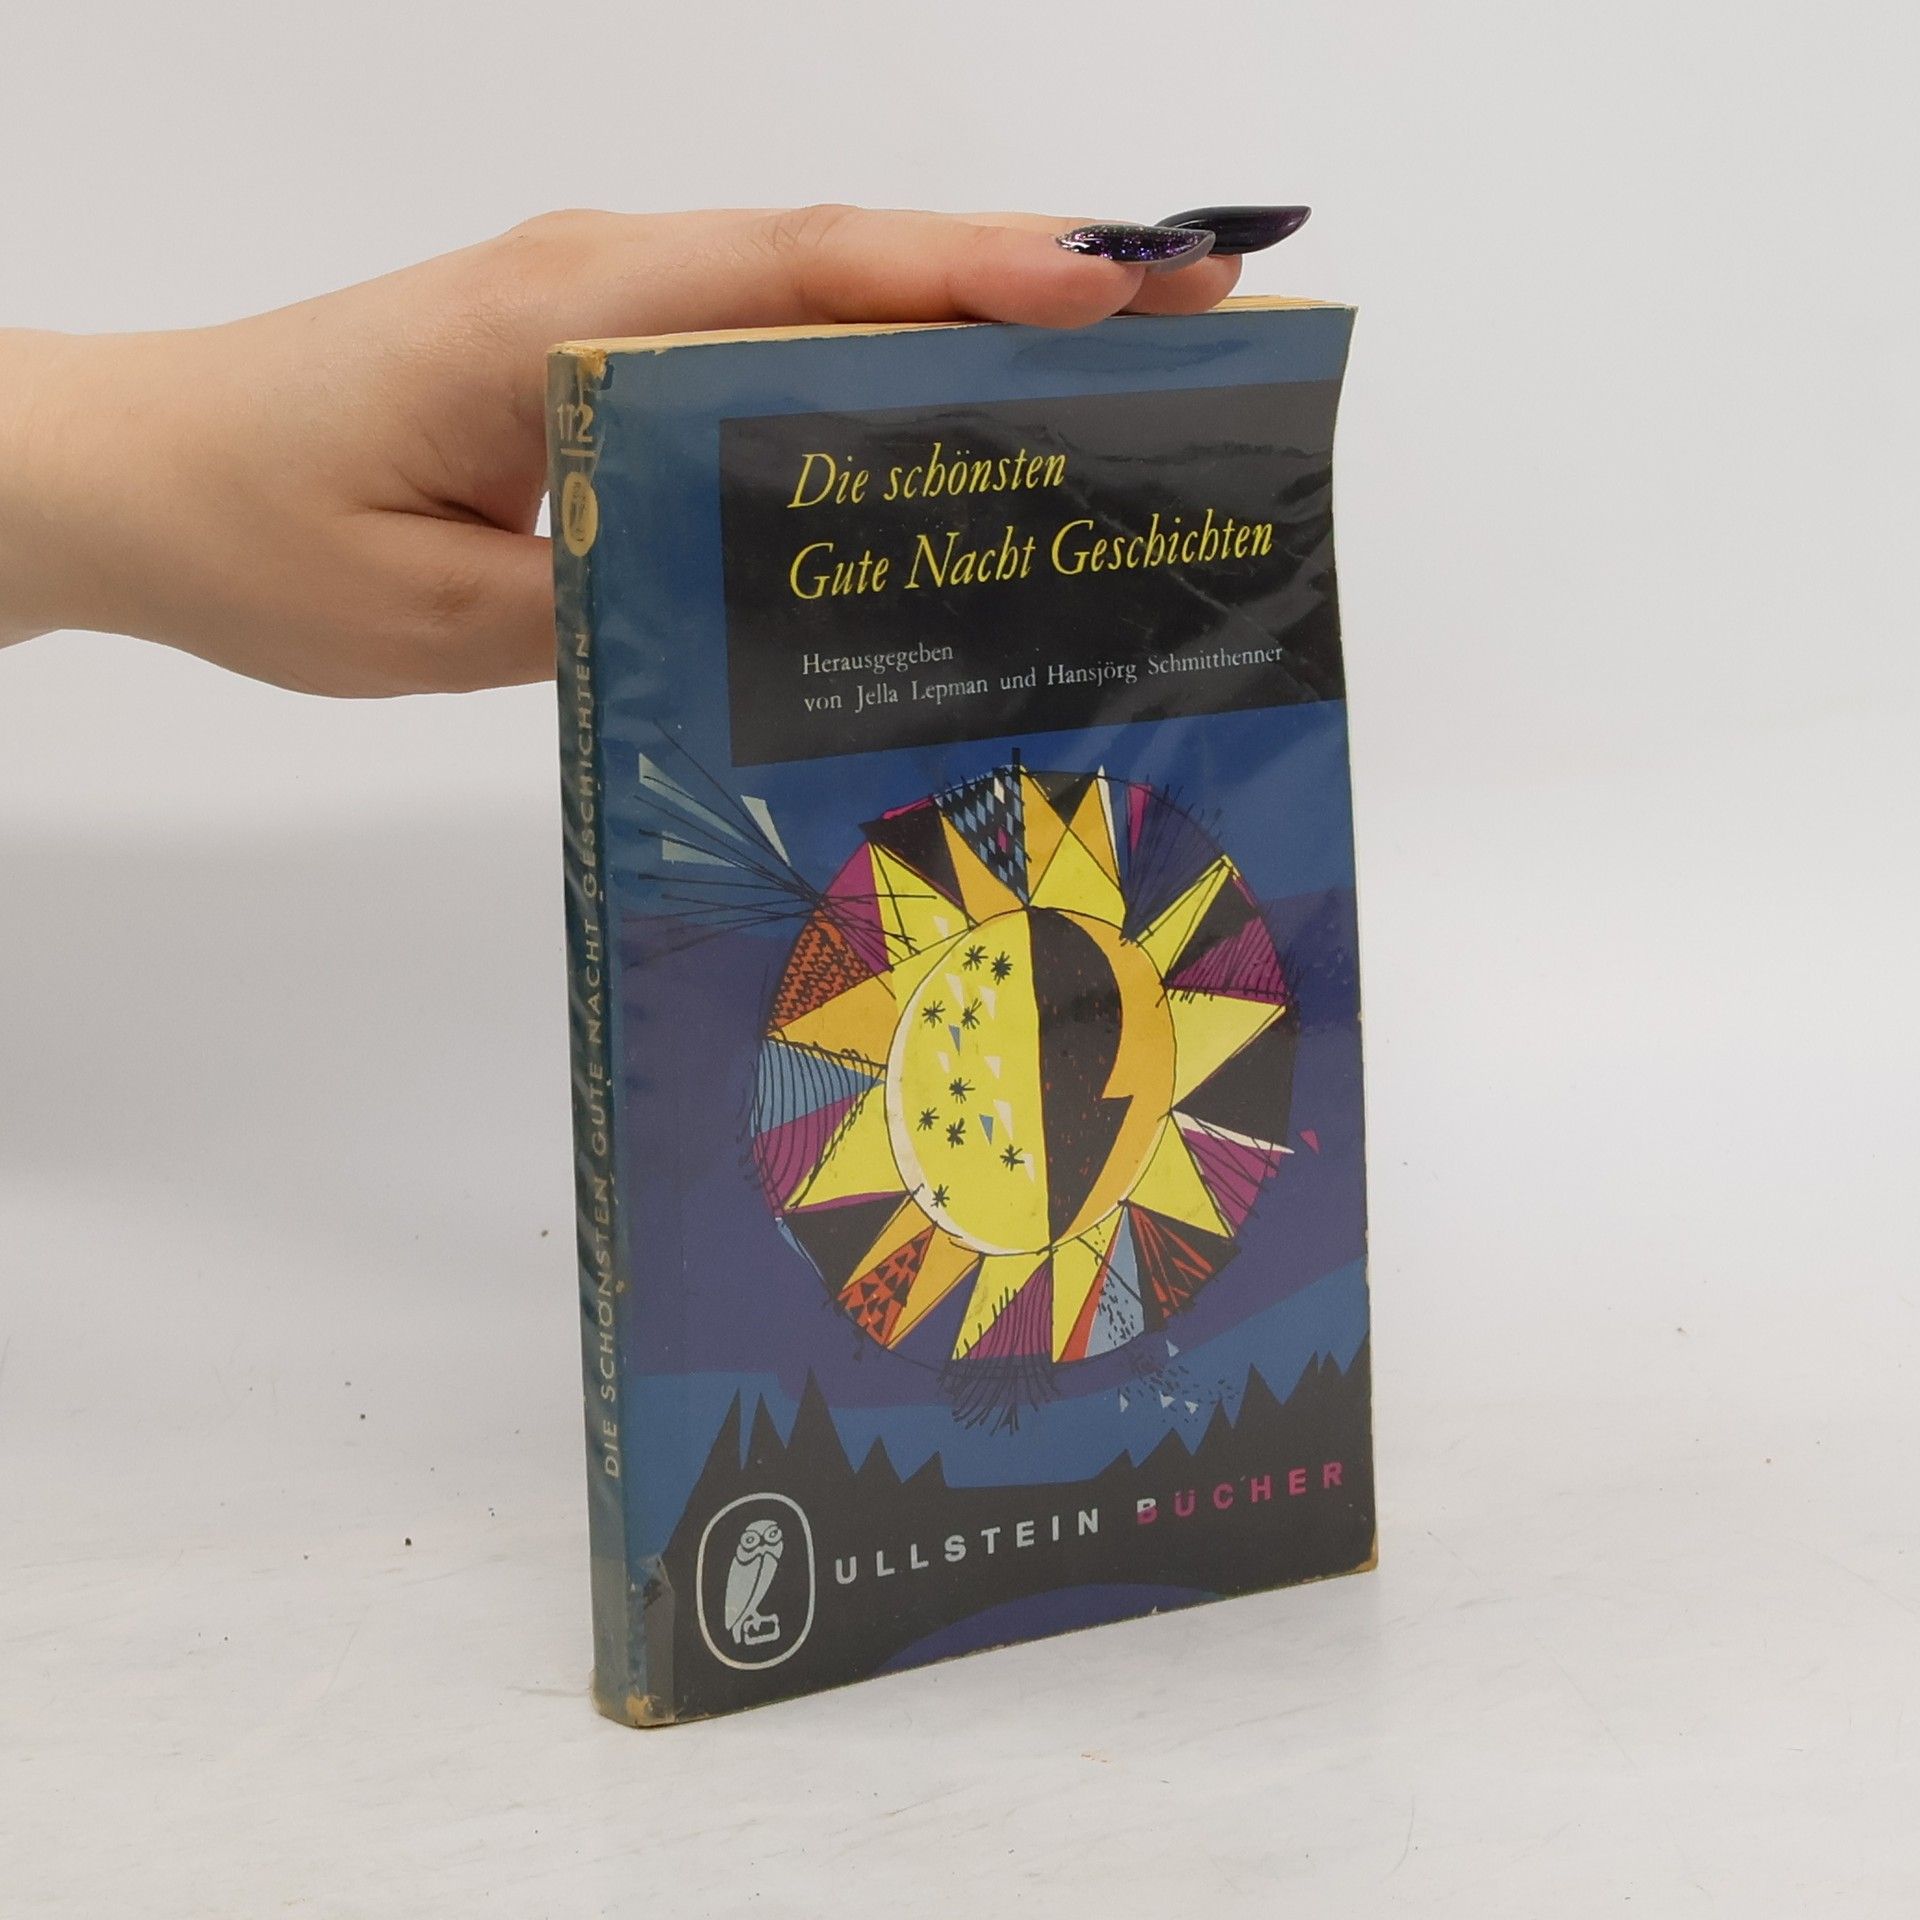 172
DIE SCHÖNSTEN GUTE NACHT GESCHICHTEN
Die schönsten
Gute Nacht Geschichten
Herausgegeben
von Jella Lepman und Hansjörg Schmitthenner
ULLSTEIN BÜCHER